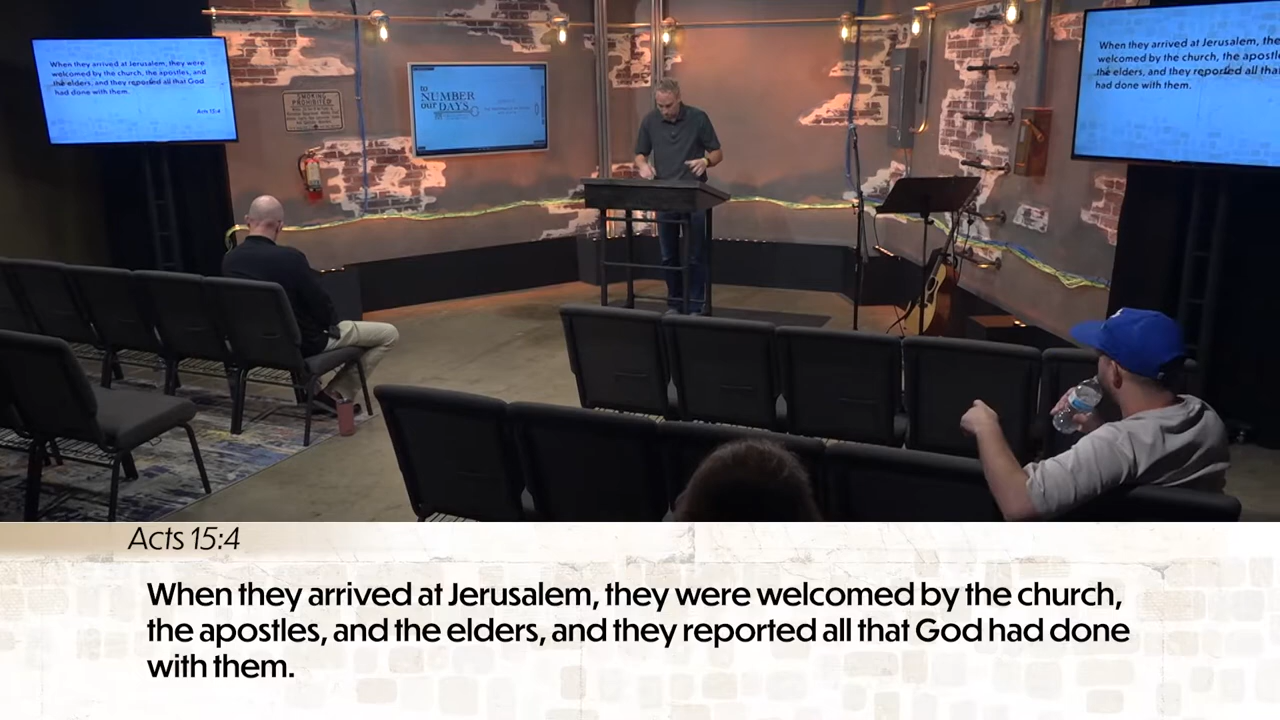 When they arrived at Jerusalem, they were
welcomed by the church, the apostles, and
the elders, and they reported all that God
had done with them.
Acts 15:4
SMOKING
PROHIBITED
to
NUMBER
our DAYS
When they arrived at Jerusalem, the
welcomed by the church, the apostle
the elders, and they reported all tha
had done with them.
Acts 15:4
When they arrived at Jerusalem, they were welcomed by the church,
the apostles, and the elders, and they reported all that God had done
with them.